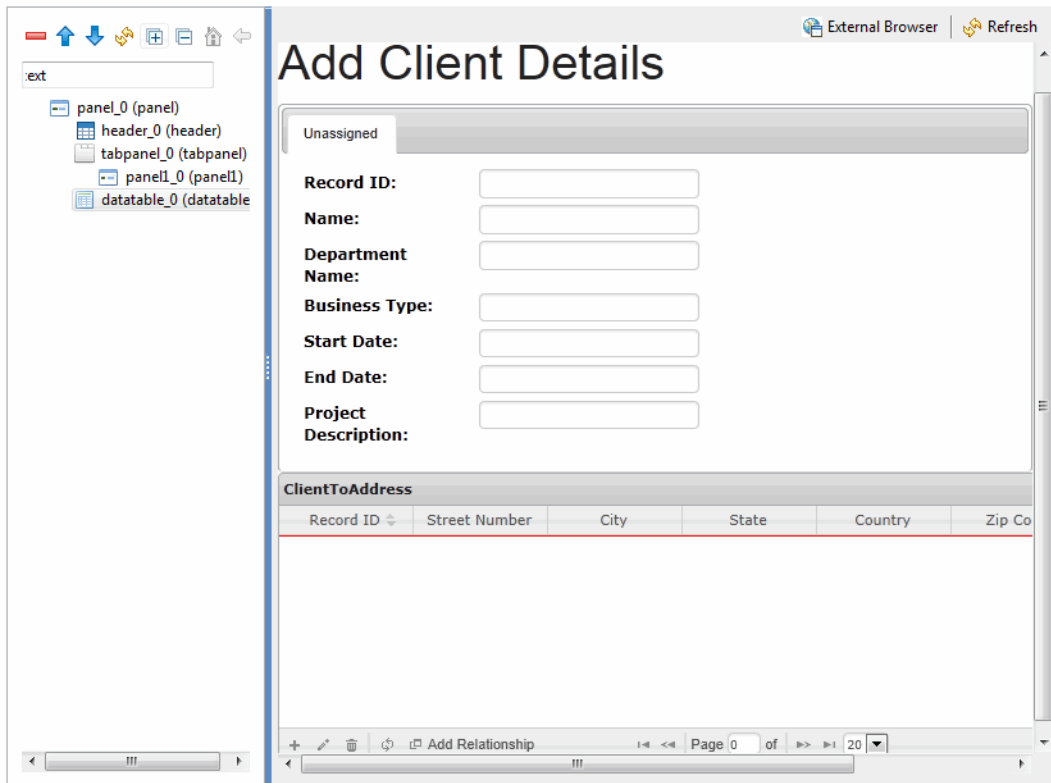 External Browser
Refresh
:ext
panel_0 (panel)
header_0 (header)
tabpanel_0 (tabpanel)
panel1_0 (panel1)
datatable_0 (datatable
Add Client Details
Unassigned
Record ID:
Name:
Department
Name:
Business Type:
Start Date:
End Date:
Project
Description:
ClientToAddress
Record ID Street Number City State Country Zip Co
Add Relationship Page 0 of 20